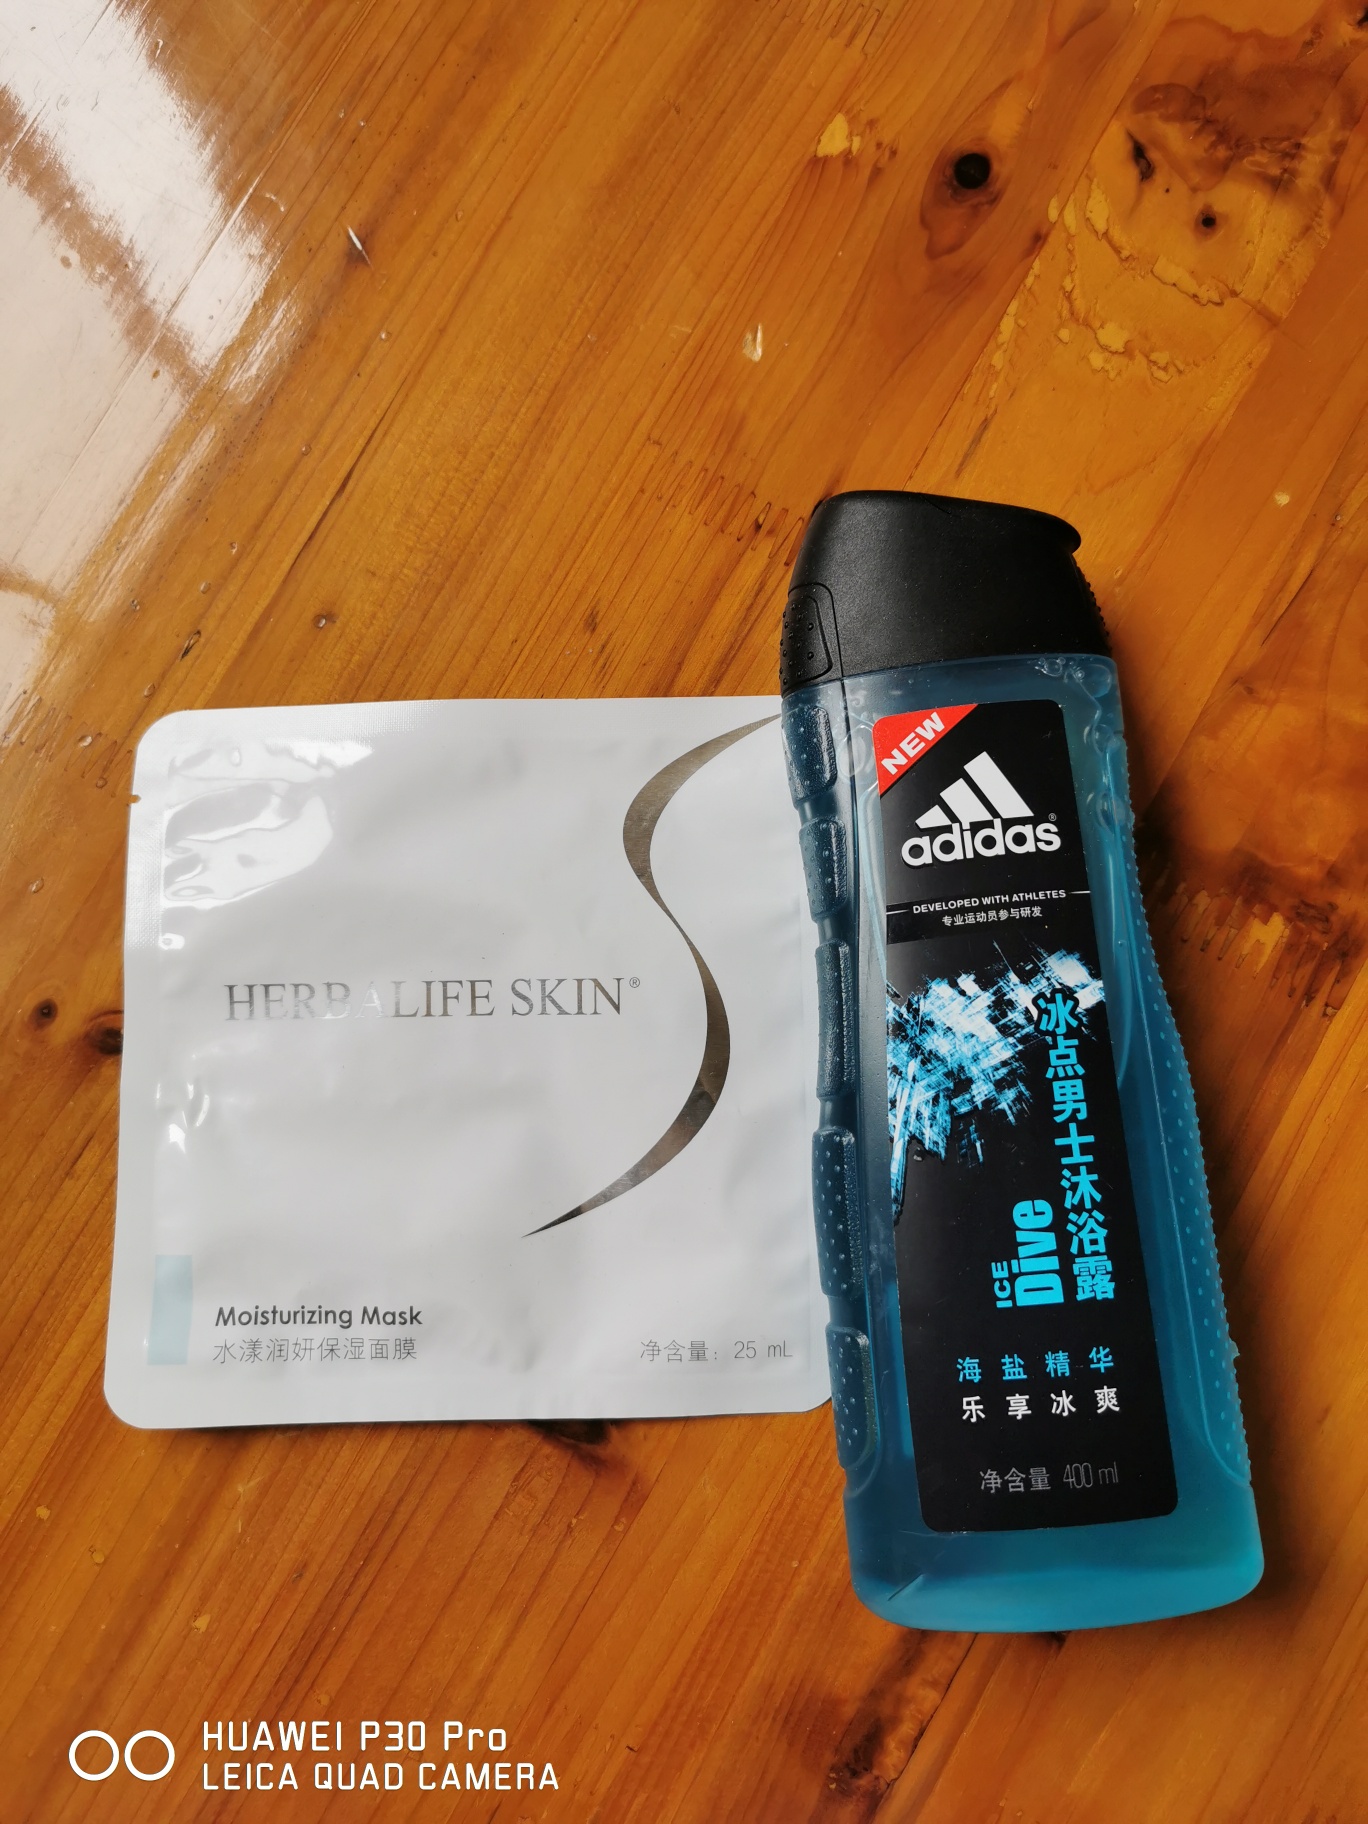 HERBALIFE SKIN®
Moisturizing Mask
水漾润妍保湿面膜
净含量：25 mL
NEW
adidas®
DEVELOPED WITH ATHLETES
专业运动员参与研发
冰点男士沐浴露
ICE
Dive
海盐精华
乐享冰爽
净含量 400 ml
HUAWEI P30 Pro
LEICA QUAD CAMERA